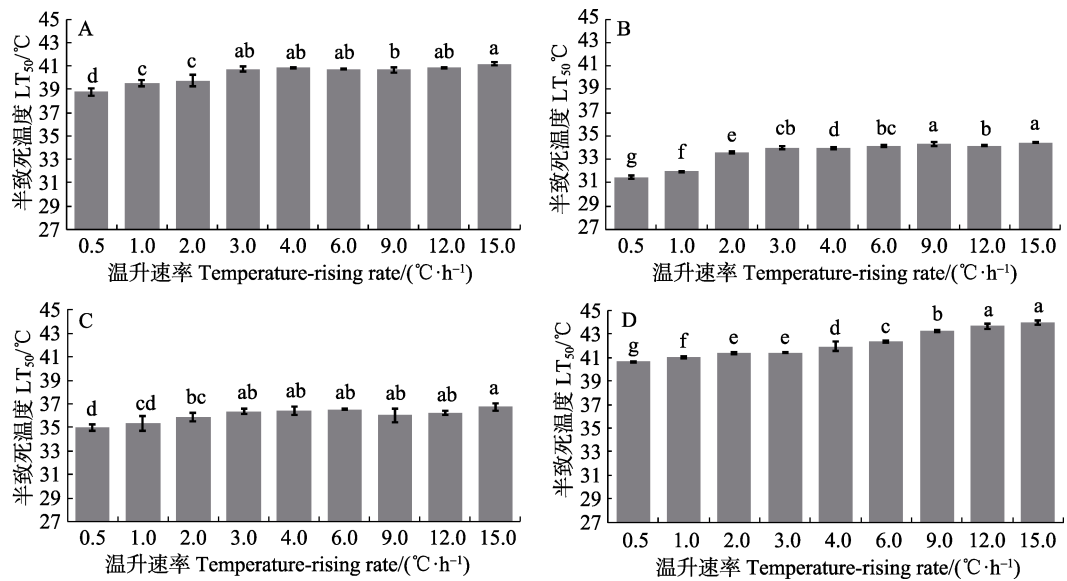 A
半致死温度 LT50/℃
45
43
41
39
37
35
33
31
29
27
d c c ab ab ab b ab a
0.5 1.0 2.0 3.0 4.0 6.0 9.0 12.0 15.0
温升速率 Temperature-rising rate/(℃·h⁻¹)
B
半致死温度 LT50℃
45
43
41
39
37
35
33
31
29
27
g f e cb d bc a b a
0.5 1.0 2.0 3.0 4.0 6.0 9.0 12.0 15.0
温升速率 Temperature-rising rate/(℃·h⁻¹)
C
半致死温度 LT50/℃
45
43
41
39
37
35
33
31
29
27
d cd bc ab ab ab ab ab a
0.5 1.0 2.0 3.0 4.0 6.0 9.0 12.0 15.0
温升速率 Temperature-rising rate/(℃·h⁻¹)
D
半致死温度 LT50/℃
45
43
41
39
37
35
33
31
29
27
g f e e d c b a a
0.5 1.0 2.0 3.0 4.0 6.0 9.0 12.0 15.0
温升速率 Temperature-rising rate/(℃·h⁻¹)